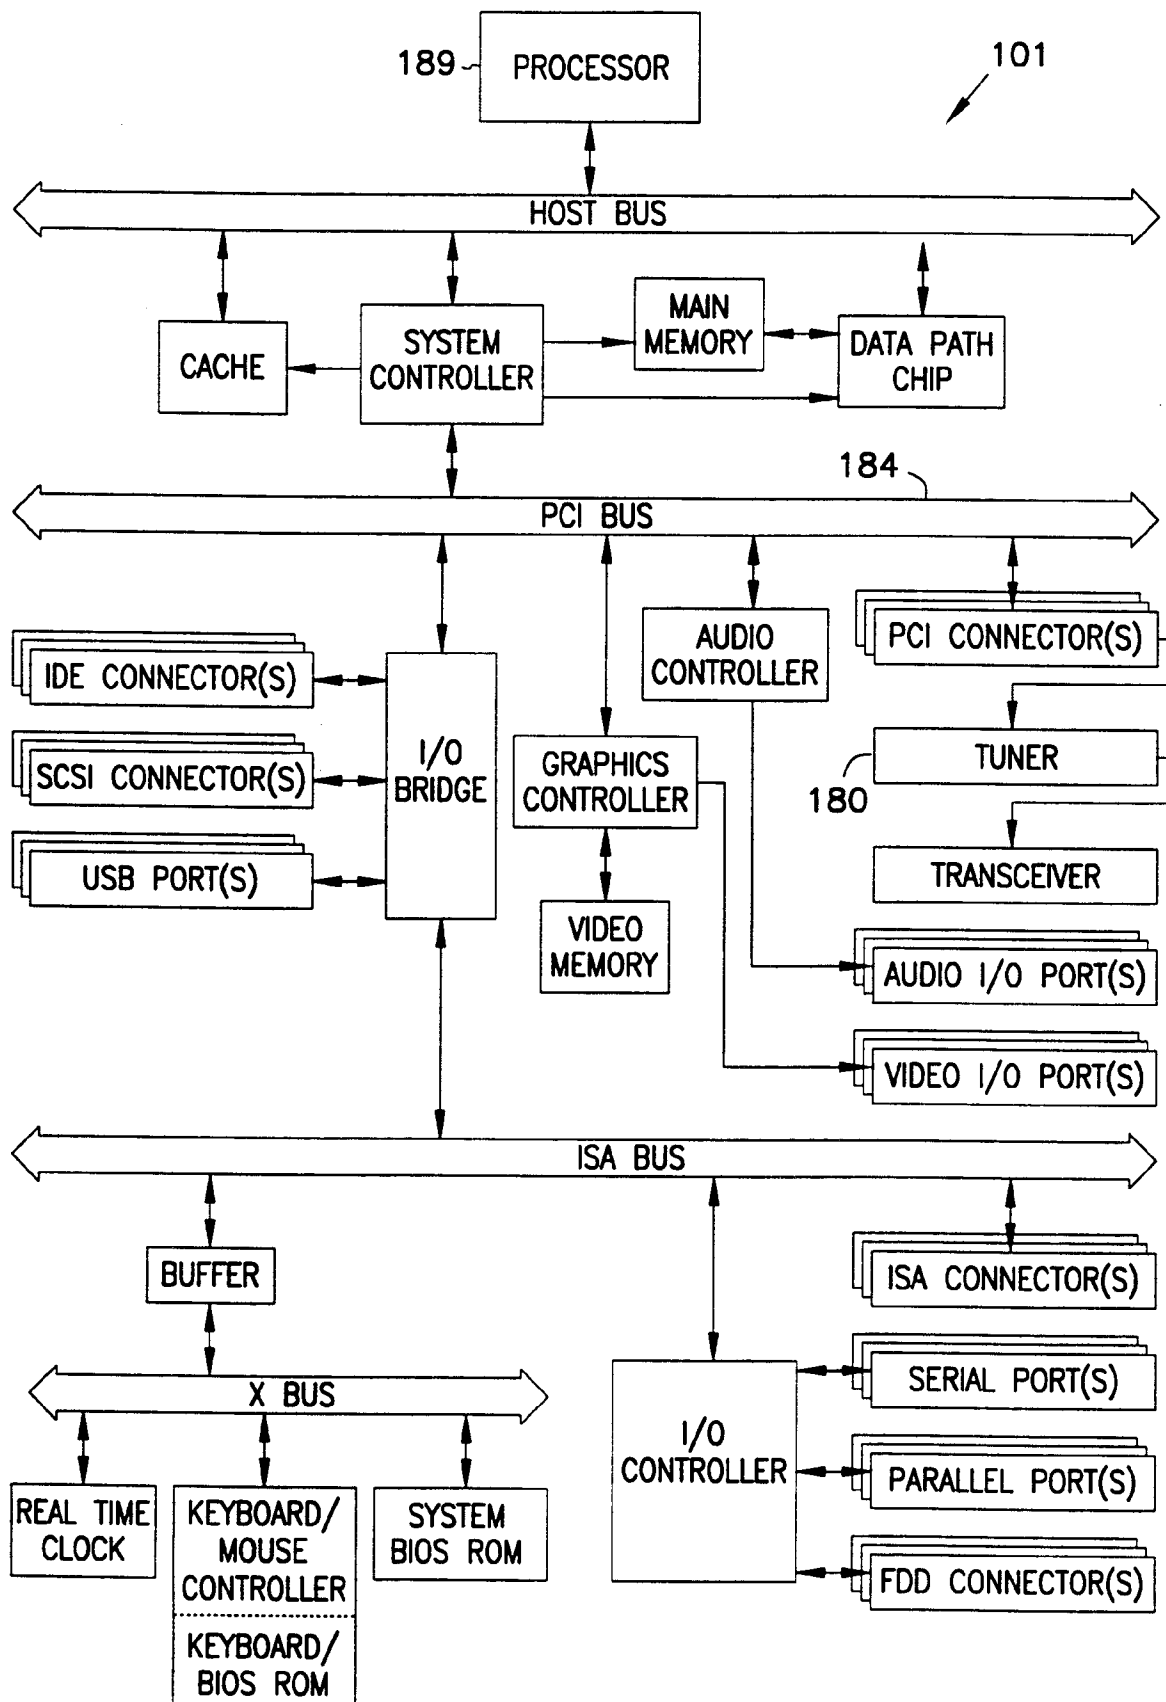 189
PROCESSOR
101
HOST BUS
CACHE
SYSTEM
CONTROLLER
MAIN
MEMORY
DATA PATH
CHIP
184
PCI BUS
IDE CONNECTOR(S)
SCSI CONNECTOR(S)
USB PORT(S)
I/O
BRIDGE
GRAPHICS
CONTROLLER
VIDEO
MEMORY
AUDIO
CONTROLLER
PCI CONNECTOR(S)
TUNER
180
TRANSCEIVER
AUDIO I/O PORT(S)
VIDEO I/O PORT(S)
ISA BUS
BUFFER
X BUS
REAL TIME
CLOCK
KEYBOARD/
MOUSE
CONTROLLER
KEYBOARD/
BIOS ROM
SYSTEM
BIOS ROM
I/O
CONTROLLER
ISA CONNECTOR(S)
SERIAL PORT(S)
PARALLEL PORT(S)
FDD CONNECTOR(S)